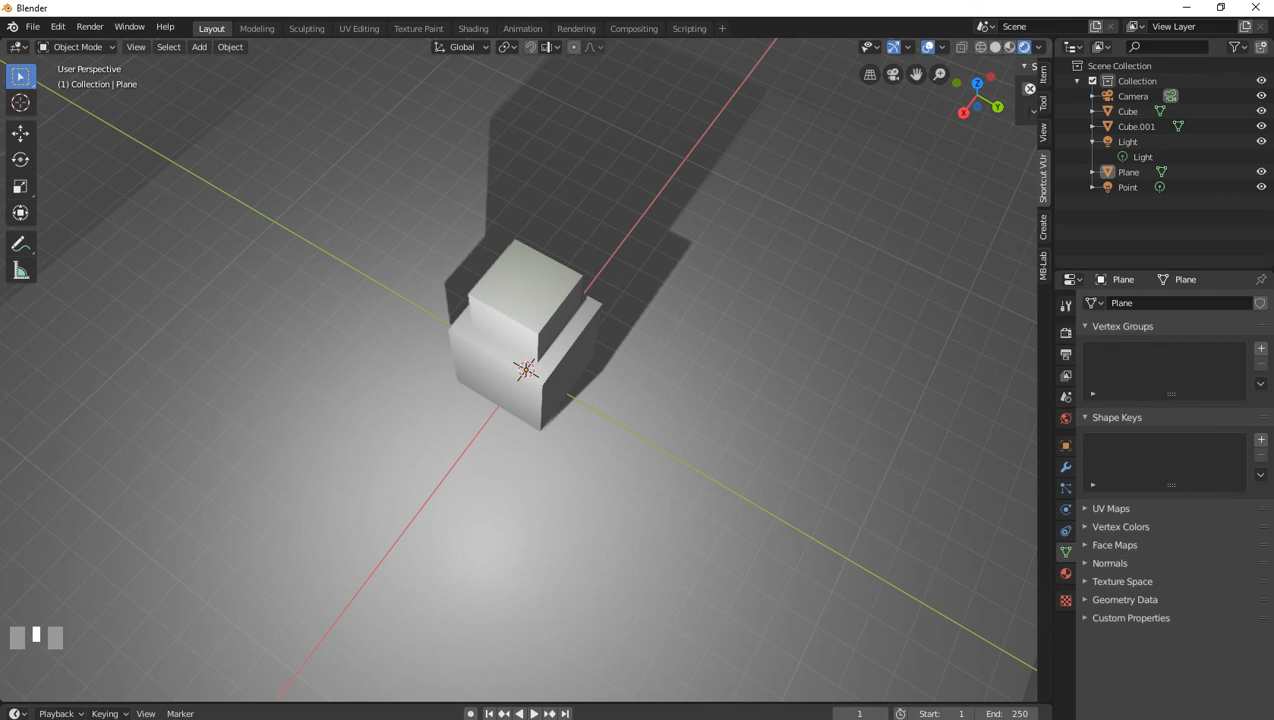 Blender
File Edit Render Window Help Layout Modeling Sculpting UV Editing Texture Paint Shading Animation Rendering Compositing Scripting + Scene View Layer
Object Mode View Select Add Object Global
User Perspective
(1) Collection | Plane
S
Item
Tool
View
Shortcut VUr
Create
MB-Lab
Z
Y
X
Scene Collection
Collection
Camera
Cube
Cube.001
Light
Light
Plane
Point
Plane Plane
Plane
Vertex Groups
Shape Keys
UV Maps
Vertex Colors
Face Maps
Normals
Texture Space
Geometry Data
Custom Properties
Playback Keying View Marker 1 Start: 1 End: 250